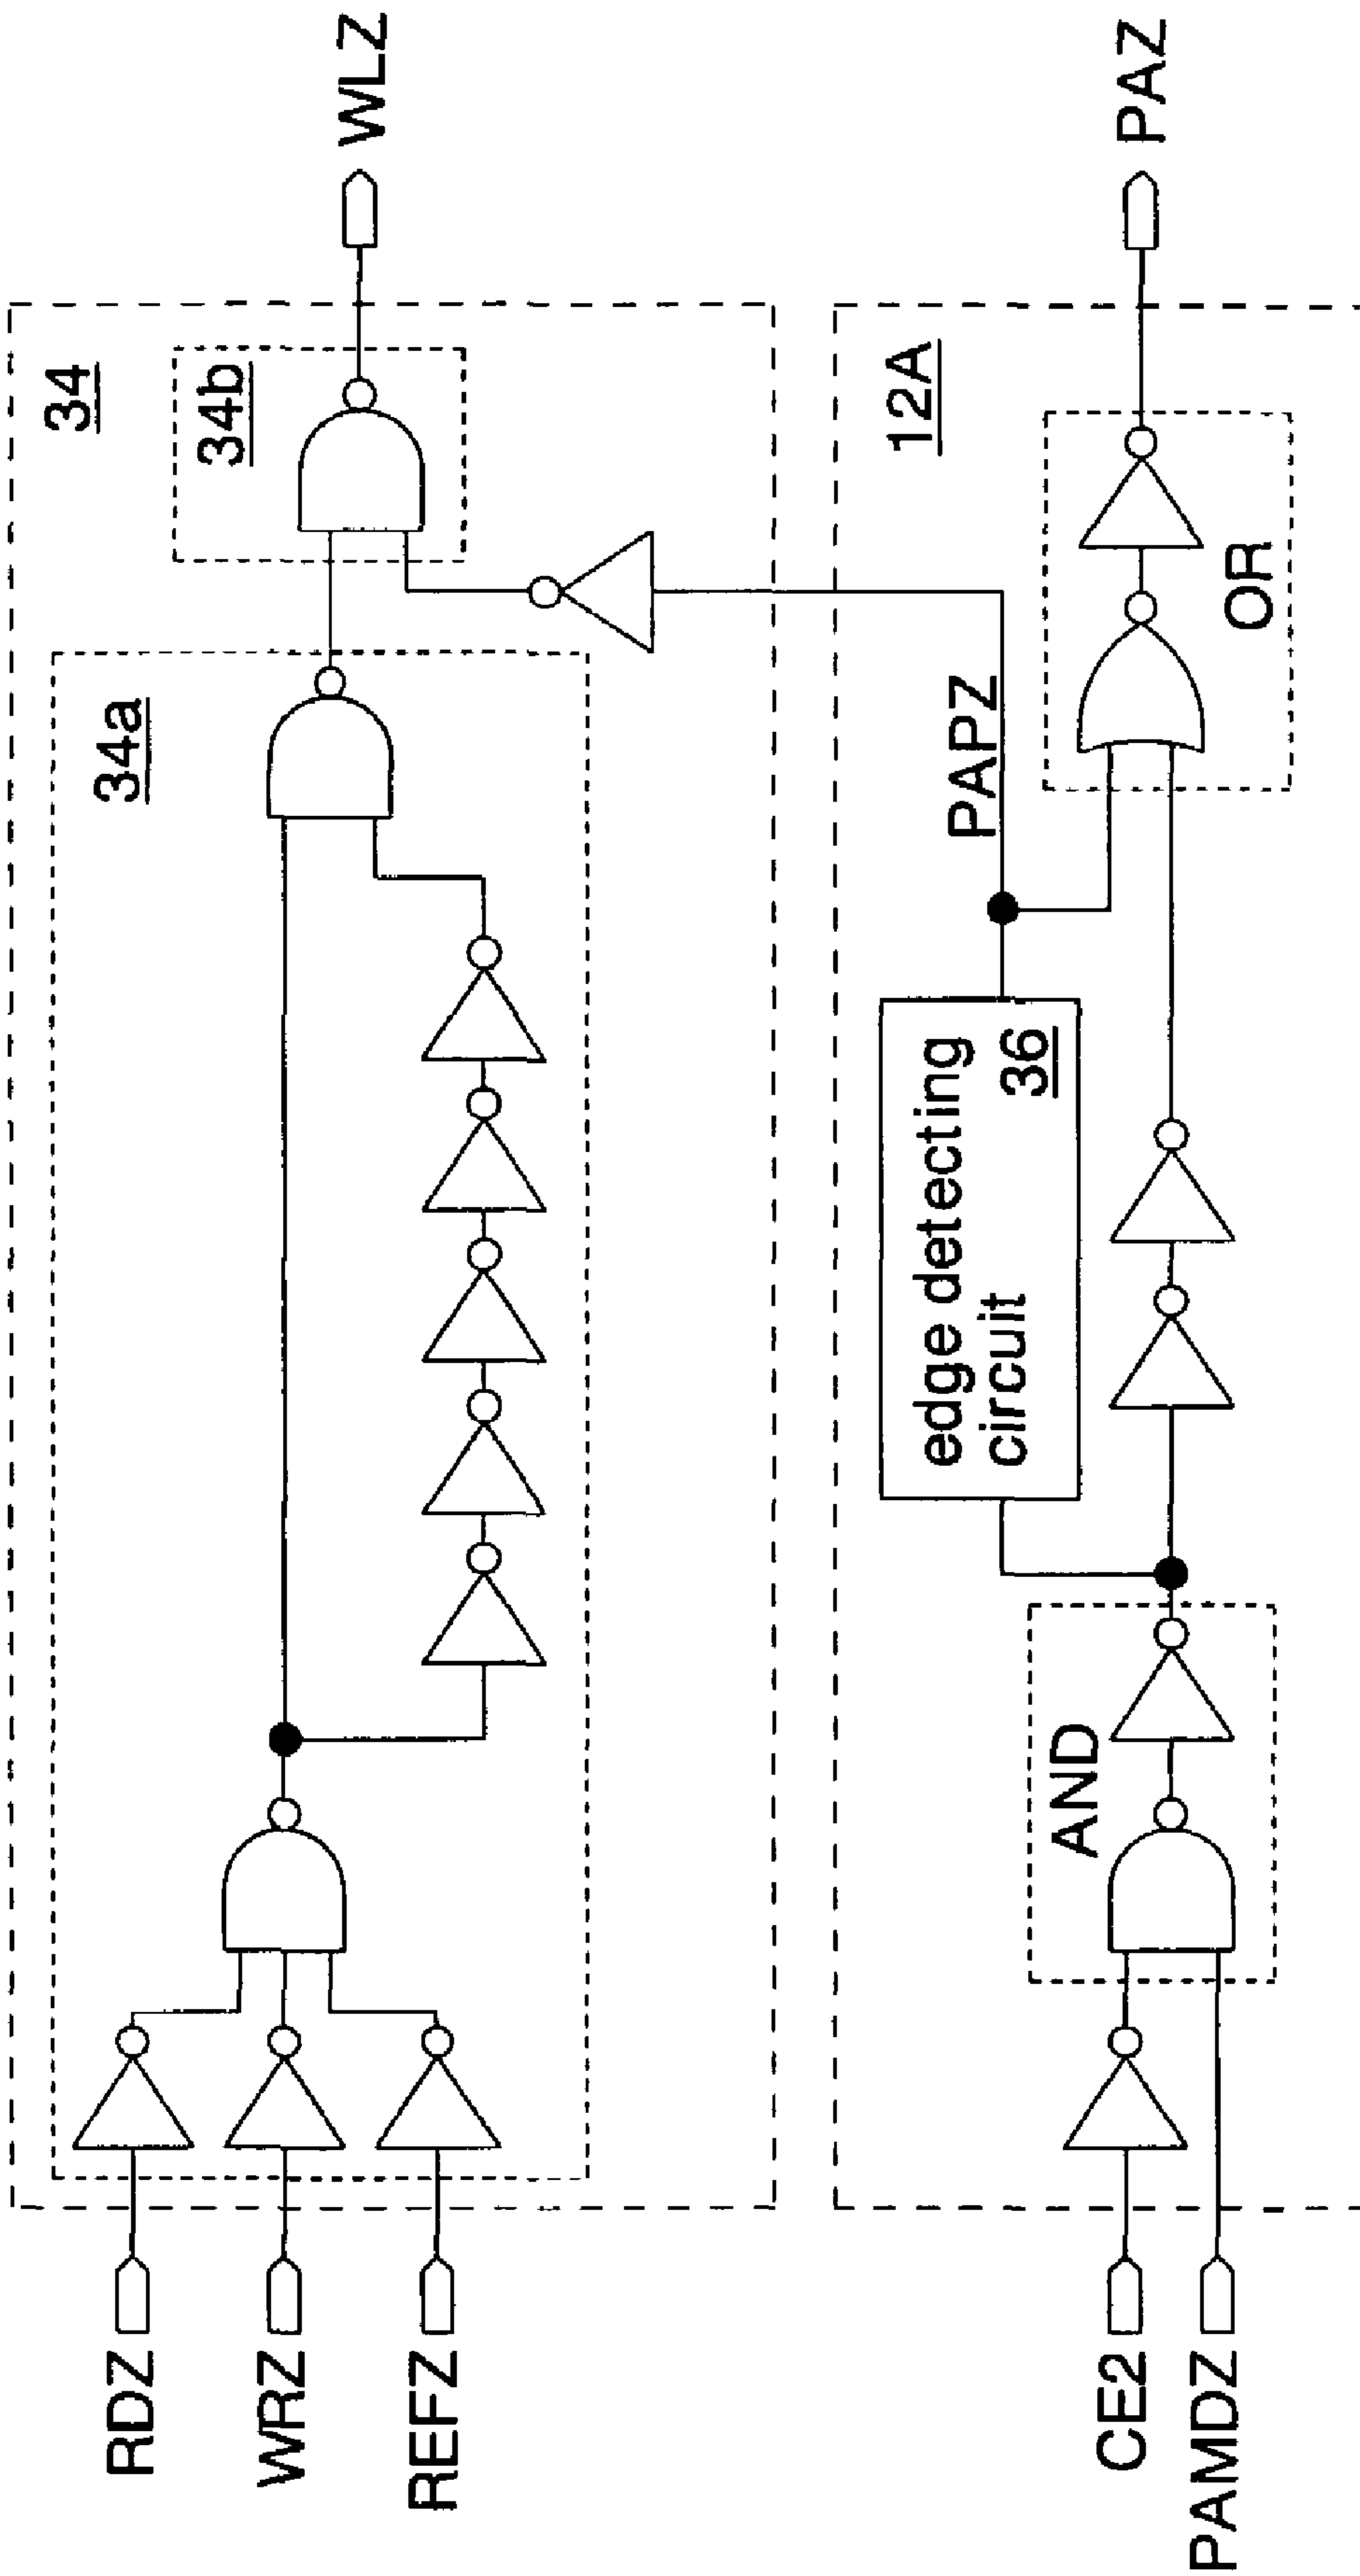 34
34a
34b
RDZ
WRZ
REFZ
WLZ
12A
PAPZ
edge detecting
circuit
36
AND
OR
CE2
PAMDZ
PAZ